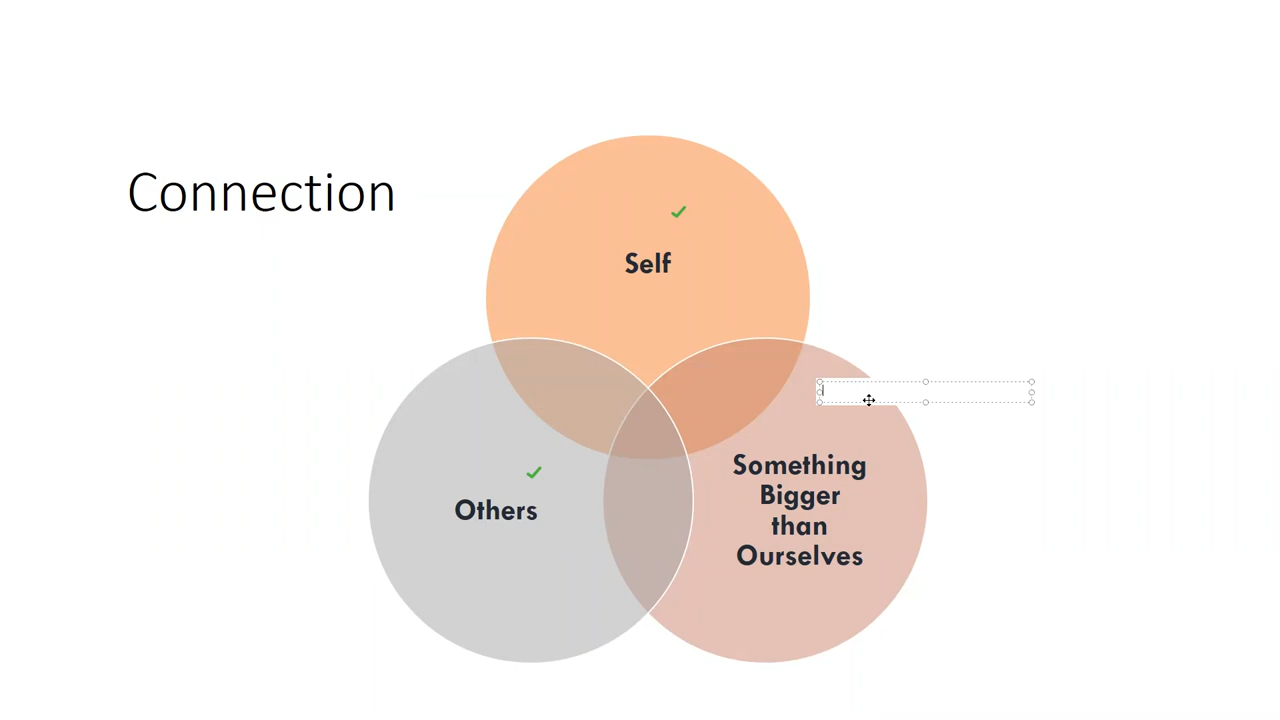 Connection
Self
Others
Something
Bigger
than
Ourselves